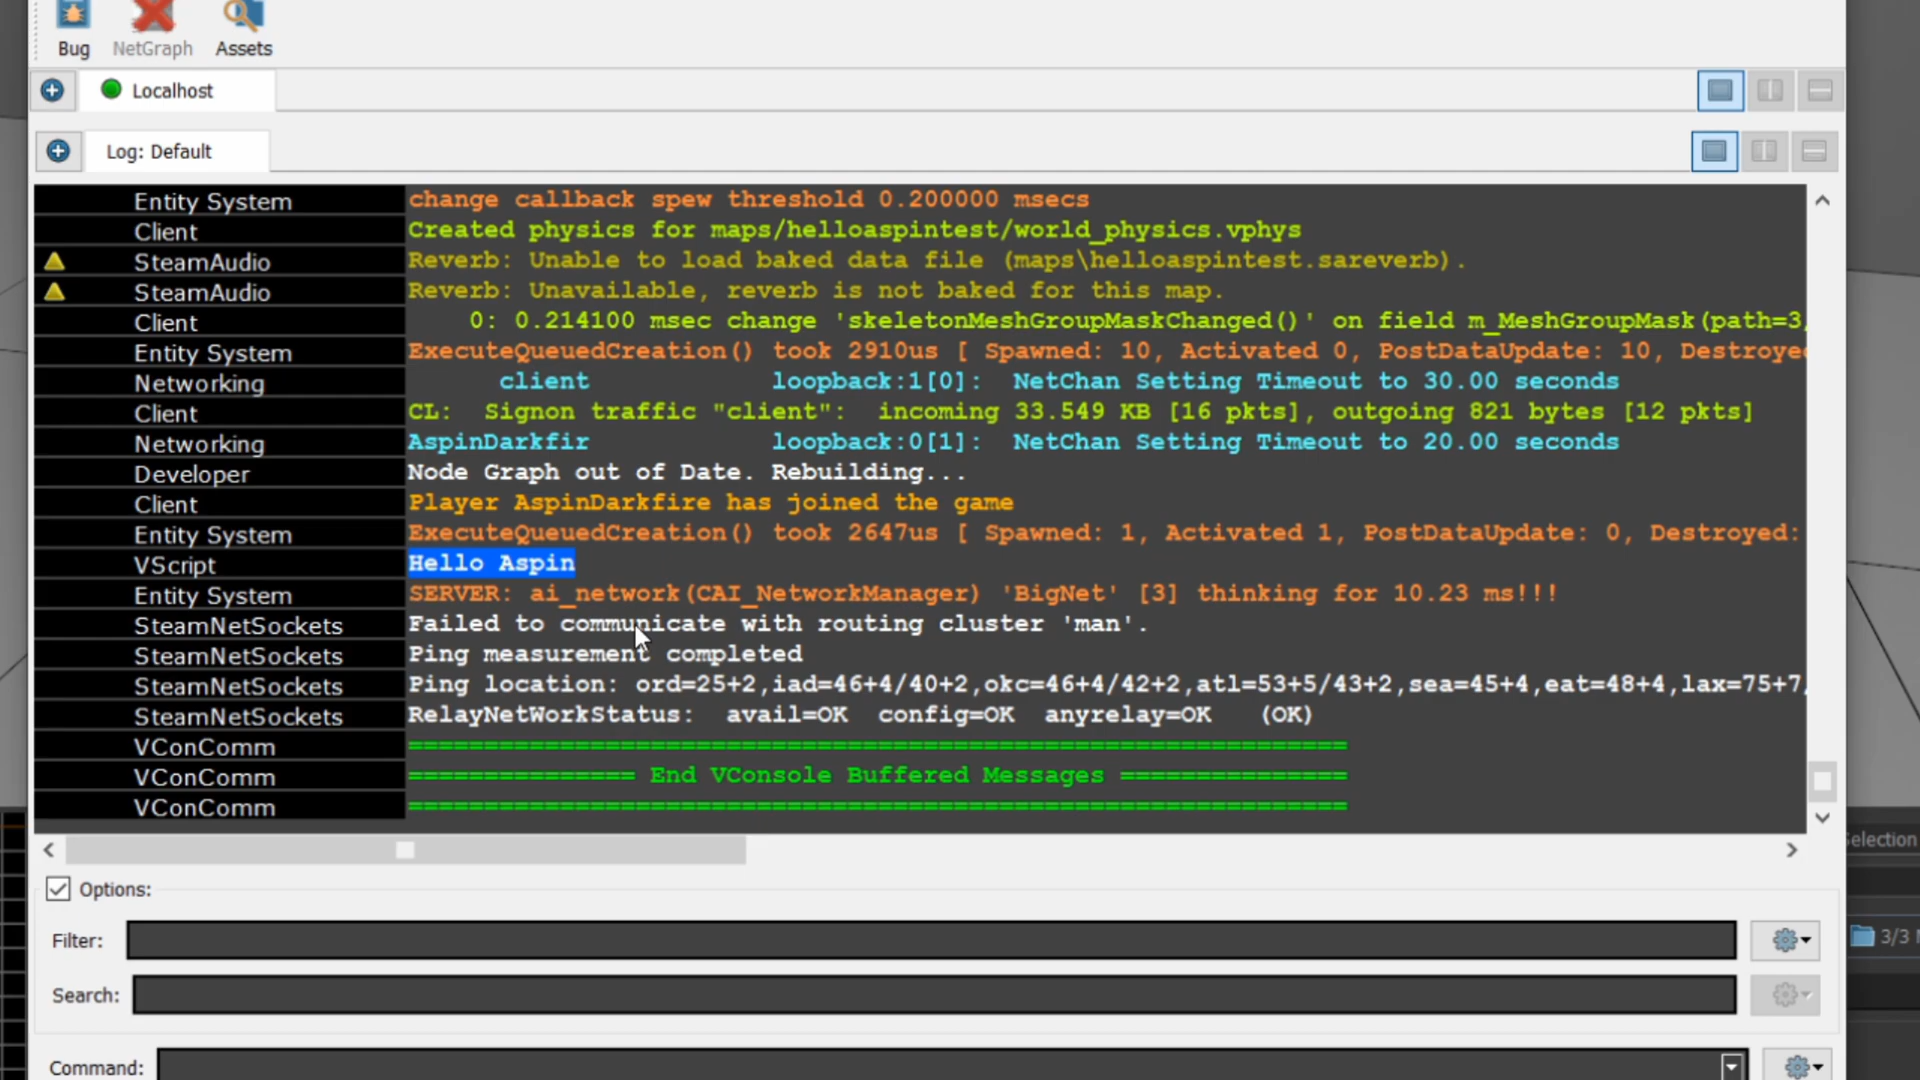 Bug NetGraph Assets
Localhost
Log: Default
Entity System change callback spew threshold 0.200000 msecs
Client Created physics for maps/helloaspintest/world_physics.vphys
SteamAudio Reverb: Unable to load baked data file (maps\helloaspintest.sareverb).
SteamAudio Reverb: Unavailable, reverb is not baked for this map.
Client 0: 0.214100 msec change 'skeletonMeshGroupMaskChanged()' on field m_MeshGroupMask(path=3,
Entity System ExecuteQueuedCreation() took 2910us [ Spawned: 10, Activated 0, PostDataUpdate: 10, Destroyed
Networking client loopback:1[0]: NetChan Setting Timeout to 30.00 seconds
Client CL: Signon traffic "client": incoming 33.549 KB [16 pkts], outgoing 821 bytes [12 pkts]
Networking AspinDarkfir loopback:0[1]: NetChan Setting Timeout to 20.00 seconds
Developer Node Graph out of Date. Rebuilding...
Client Player AspinDarkfire has joined the game
Entity System ExecuteQueuedCreation() took 2647us [ Spawned: 1, Activated 1, PostDataUpdate: 0, Destroyed:
VScript Hello Aspin
Entity System SERVER: ai_network(CAI_NetworkManager) 'BigNet' [3] thinking for 10.23 ms!!!
SteamNetSockets Failed to communicate with routing cluster 'man'.
SteamNetSockets Ping measurement completed
SteamNetSockets Ping location: ord=25+2,iad=46+4/40+2,okc=46+4/42+2,atl=53+5/43+2,sea=45+4,eat=48+4,lax=75+7,
SteamNetSockets RelayNetWorkStatus: avail=OK config=OK anyrelay=OK (OK)
VConComm ==============================================================
VConComm =============== End VConsole Buffered Messages ===============
VConComm ==============================================================
Selection
Options:
Filter:
3/3
Search:
Command: